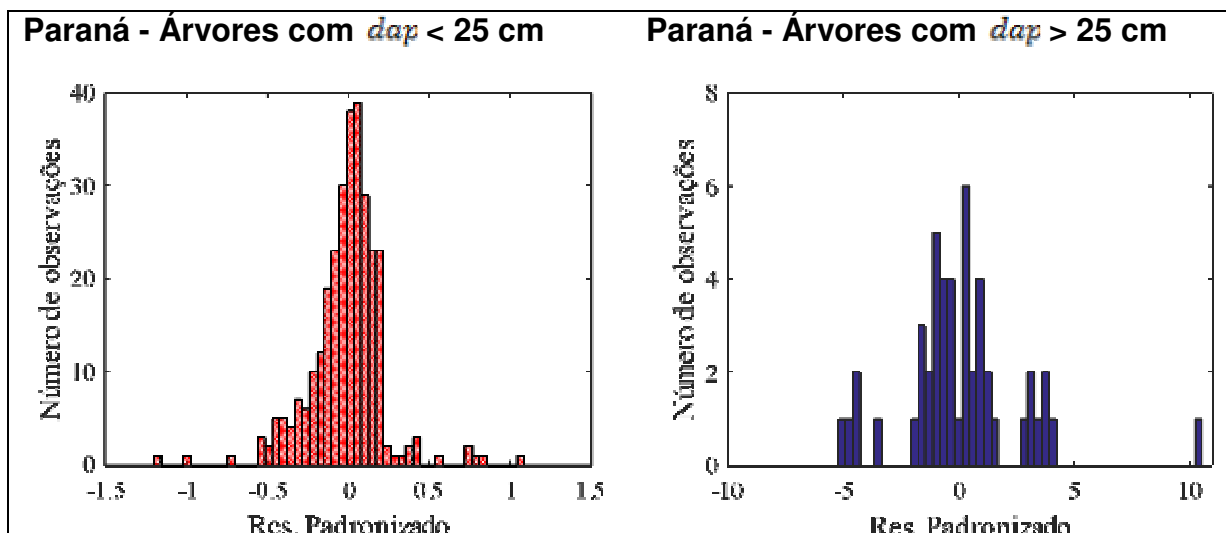 Paraná - Árvores com dap < 25 cm
40
30
20
10
0
Número de observações
-1.5 -1 -0.5 0 0.5 1 1.5
Res. Padronizado
Paraná - Árvores com dap > 25 cm
8
6
4
2
0
Número de observações
-10 -5 0 5 10
Res. Padronizado